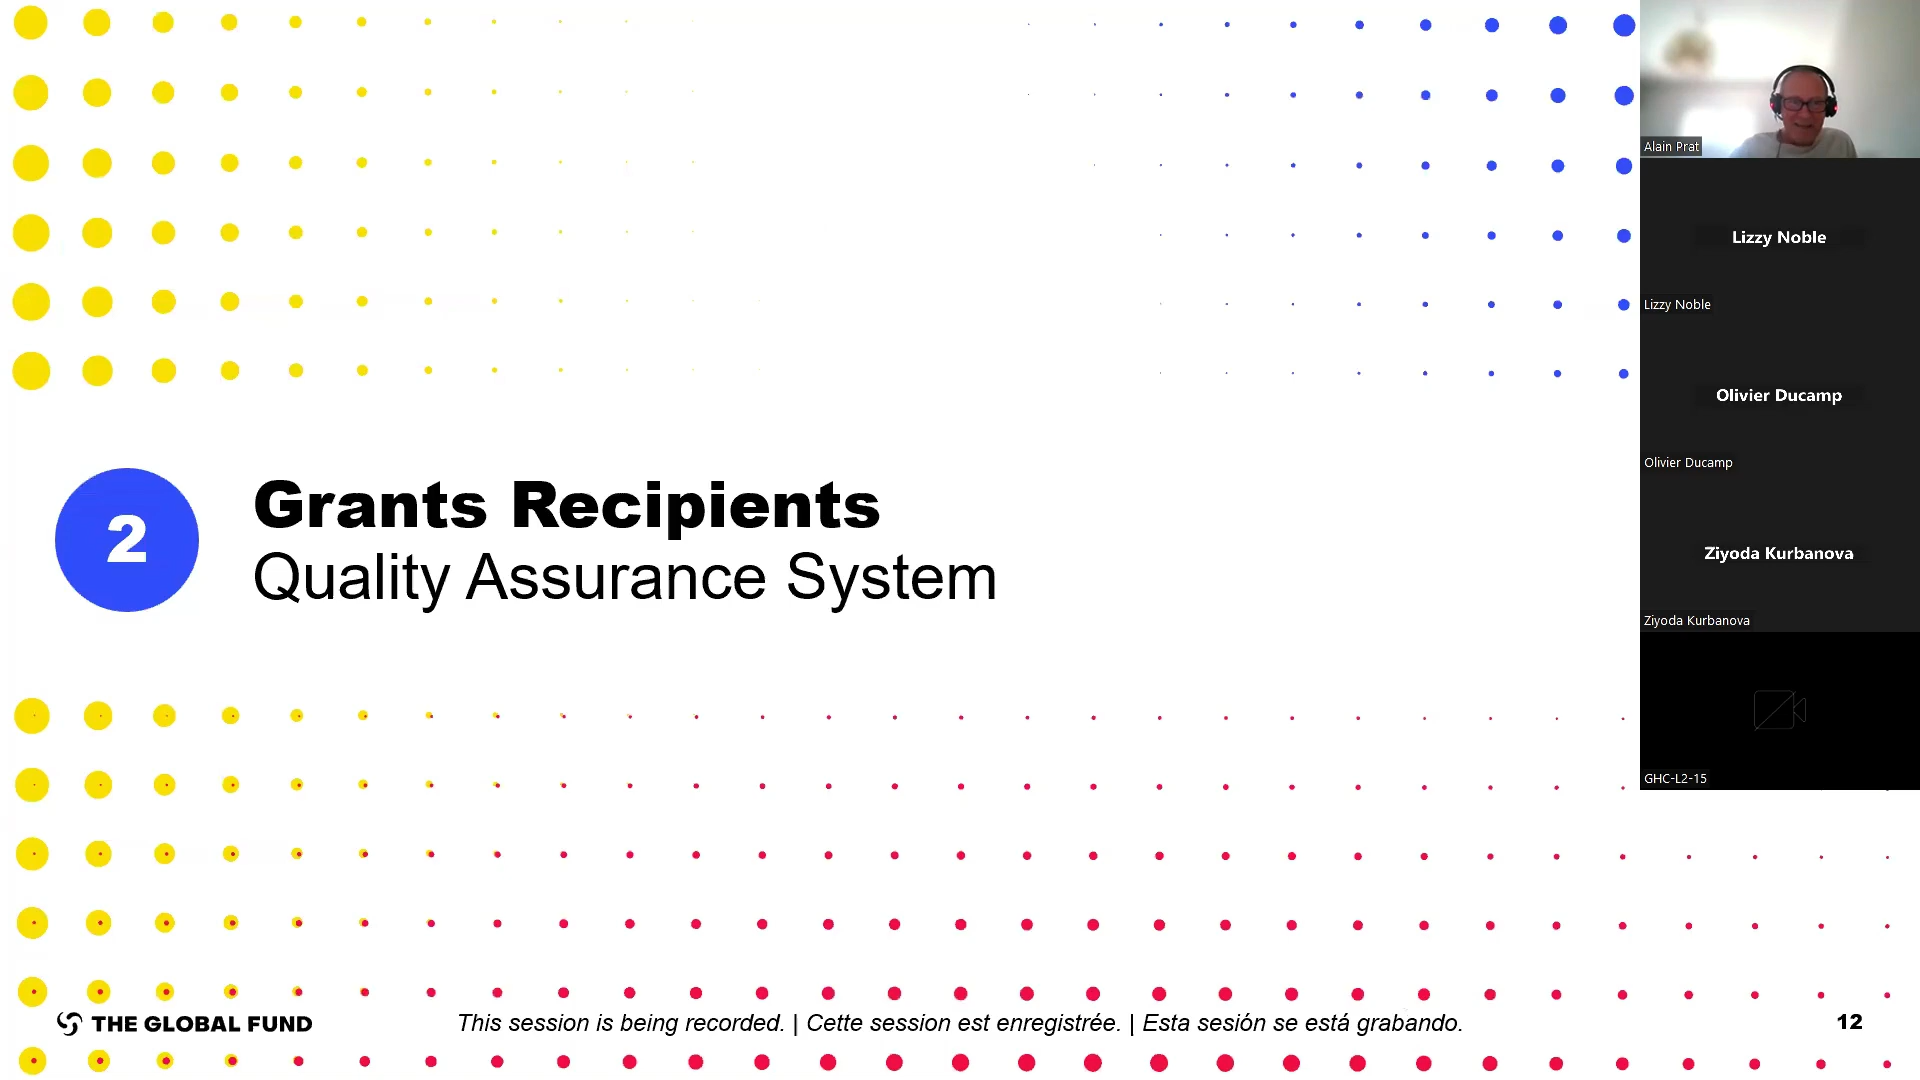 2
Grants Recipients
Quality Assurance System
THE GLOBAL FUND
This session is being recorded. | Cette session est enregistrée. | Esta sesión se está grabando.
12
Alain Prat
Lizzy Noble
Lizzy Noble
Olivier Ducamp
Olivier Ducamp
Ziyoda Kurbanova
Ziyoda Kurbanova
GHC-L2-15